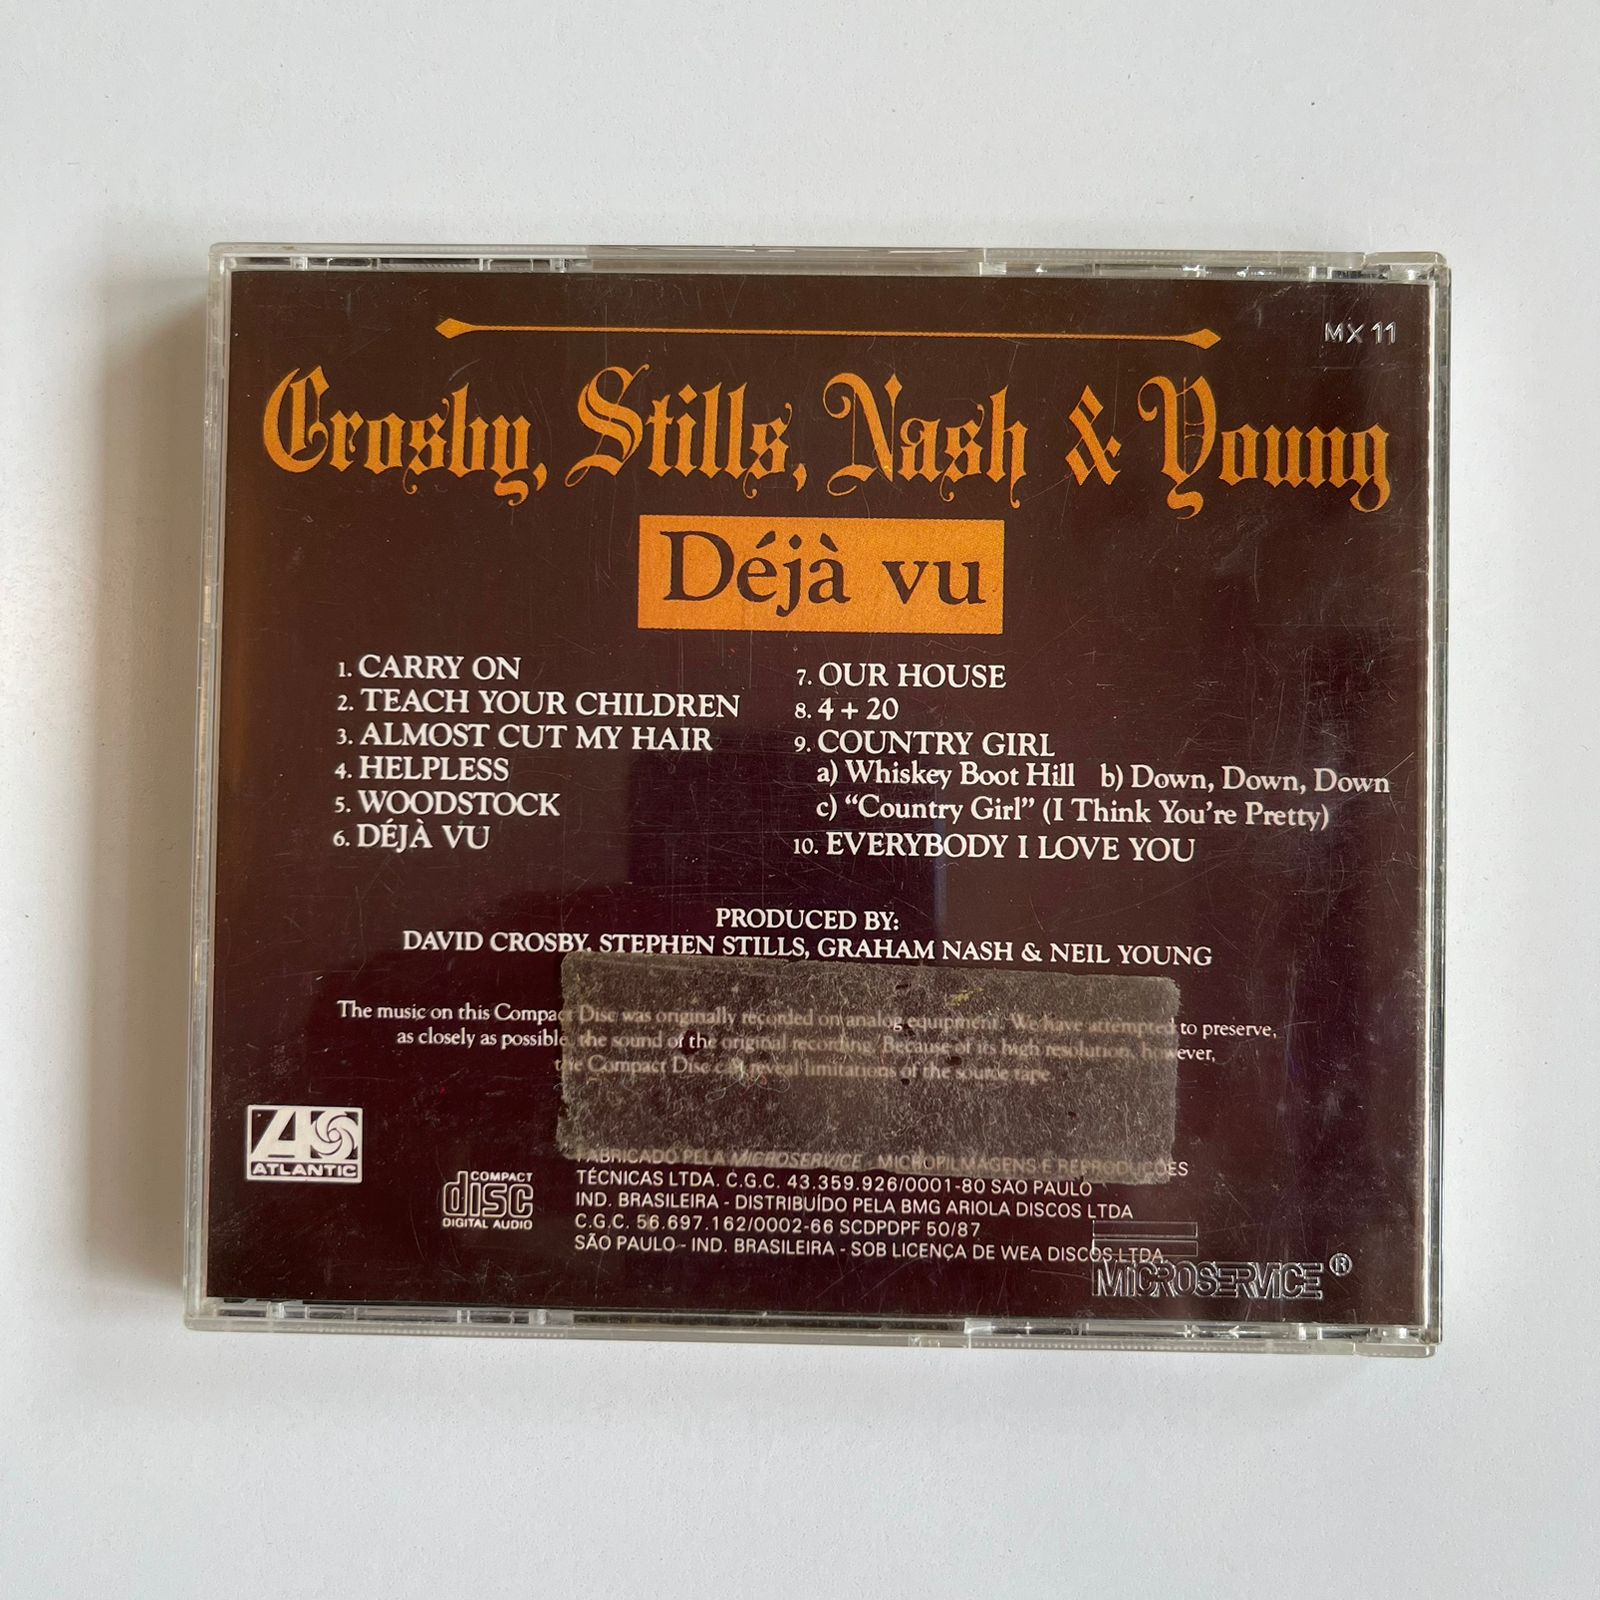 MX 11
Crosby, Stills, Nash & Young
Déjà vu
1. CARRY ON
2. TEACH YOUR CHILDREN
3. ALMOST CUT MY HAIR
4. HELPLESS
5. WOODSTOCK
6. DÉJÀ VU
7. OUR HOUSE
8. 4 + 20
9. COUNTRY GIRL
a) Whiskey Boot Hill b) Down, Down, Down
c) “Country Girl” (I Think You're Pretty)
10. EVERYBODY I LOVE YOU
PRODUCED BY:
DAVID CROSBY, STEPHEN STILLS, GRAHAM NASH & NEIL YOUNG
The music on this Compact Disc was originally recorded on analog equipment. We have attempted to preserve,
as closely as possible, the sound of the original recording. Because of its high resolution, however,
the Compact Disc can reveal limitations of the source tape.
ATLANTIC
COMPACT
disc
DIGITAL AUDIO
FABRICADO PELA MICROSERVICE MICROFILMAGENS E REPRODUÇÕES
TÉCNICAS LTDA. C.G.C. 43.359.926/0001-80 SÃO PAULO
IND. BRASILEIRA - DISTRIBUÍDO PELA BMG ARIOLA DISCOS LTDA
C.G.C. 56.697.162/0002-66 SCDPDPF 50/87
SÃO PAULO - IND. BRASILEIRA - SOB LICENÇA DE WEA DISCOS LTDA
MICROSERVICE ®